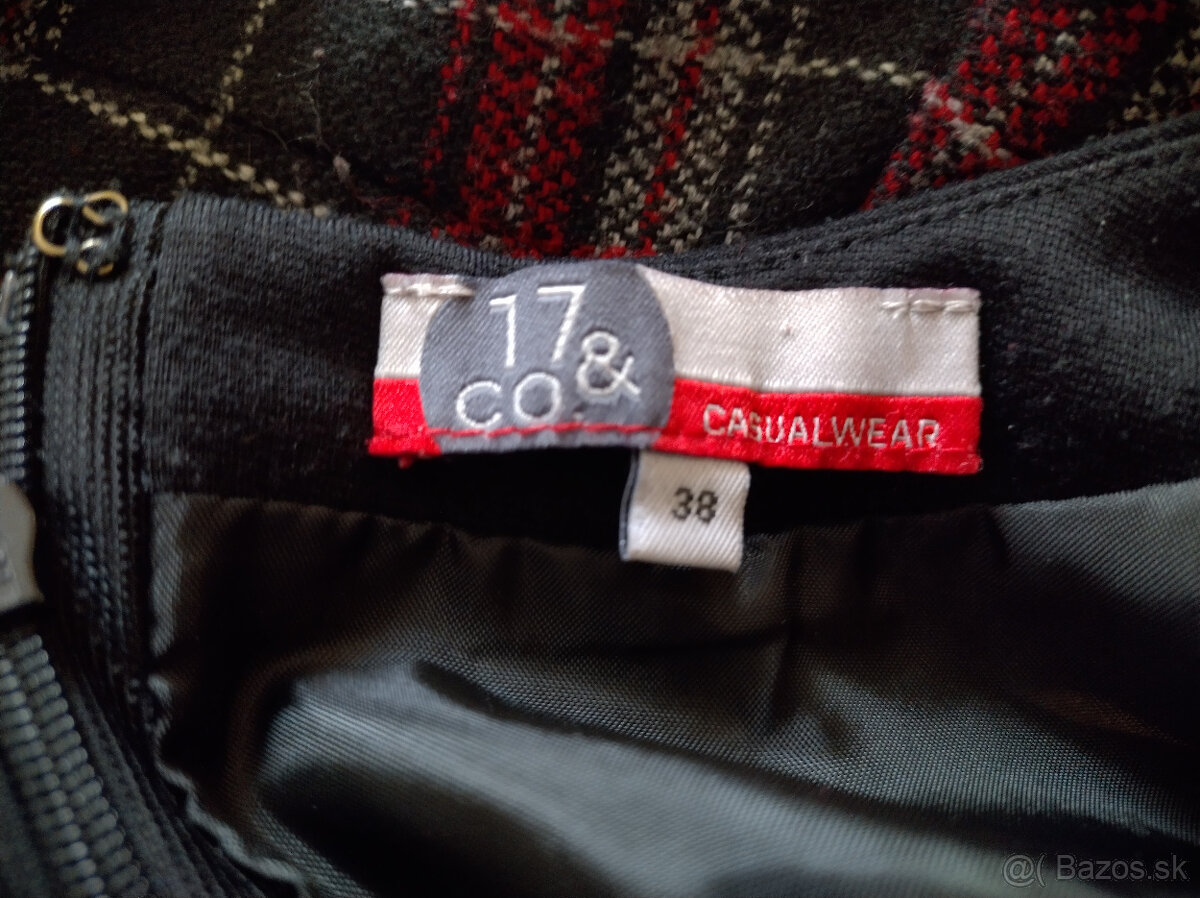 17
& CO.
CASUALWEAR
38
@( Bazos.sk